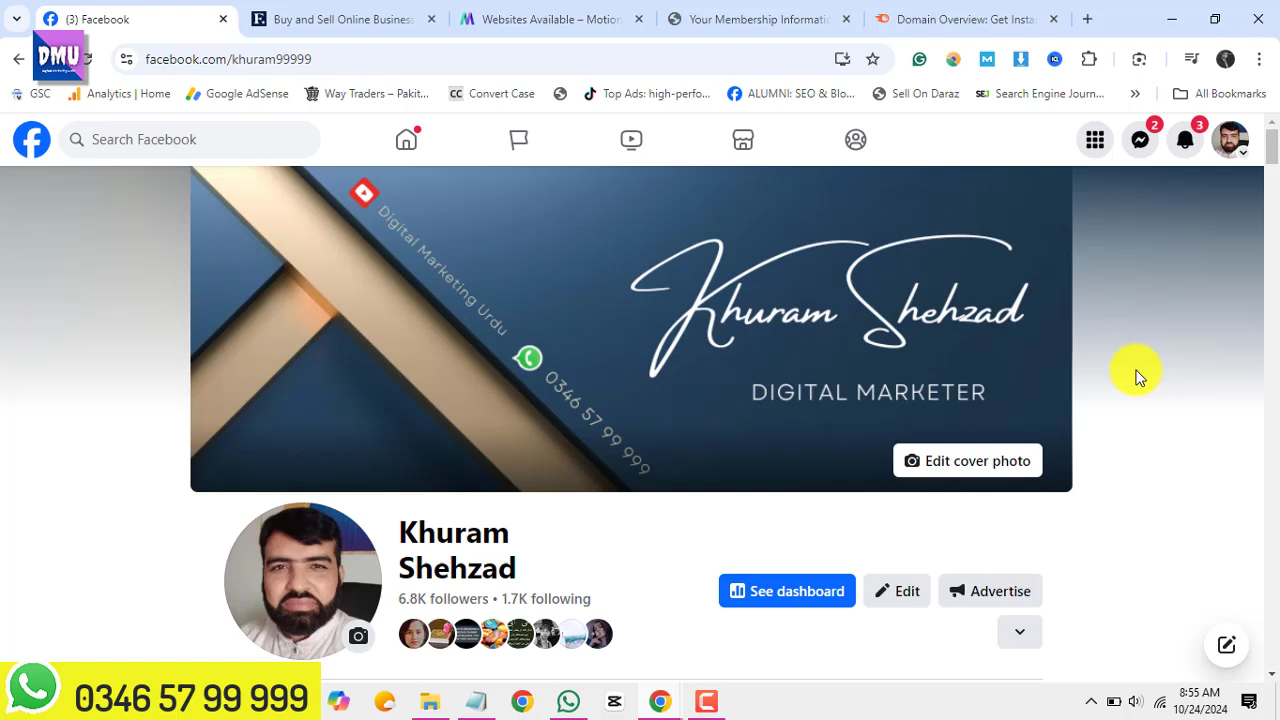 (3) Facebook
Buy and Sell Online Business
Websites Available – Motion
Your Membership Informati
Domain Overview: Get Insta
DMU
facebook.com/khuram99999
GSC
Analytics | Home
Google AdSense
Way Traders – Pakit...
CC Convert Case
Top Ads: high-perfo...
ALUMNI: SEO & Blo...
Sell On Daraz
SEJ Search Engine Journ...
All Bookmarks
Search Facebook
2
3
Digital Marketing Urdu
0346 57 99 999
Khuram Shehzad
DIGITAL MARKETER
Edit cover photo
Khuram
Shehzad
6.8K followers • 1.7K following
See dashboard
Edit
Advertise
0346 57 99 999
8:55 AM
10/24/2024